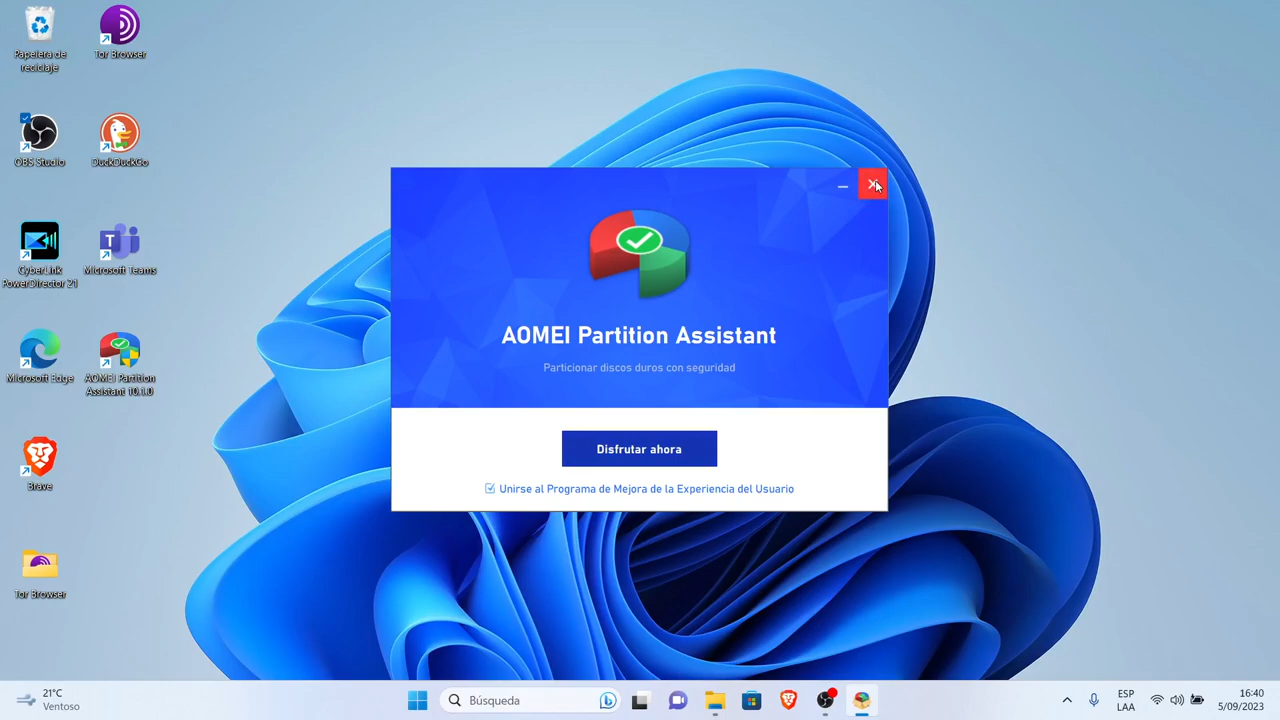 Papelera de
reciclaje
Tor Browser
OBS Studio
DuckDuckGo
CyberLink
PowerDirector 21
Microsoft Teams
Microsoft Edge
AOMEI Partition
Assistant 10.1.0
Brave
Tor Browser
AOMEI Partition Assistant
Particionar discos duros con seguridad
Disfrutar ahora
Unirse al Programa de Mejora de la Experiencia del Usuario
21°C
Ventoso
Búsqueda
ESP
LAA
16:40
5/09/2023